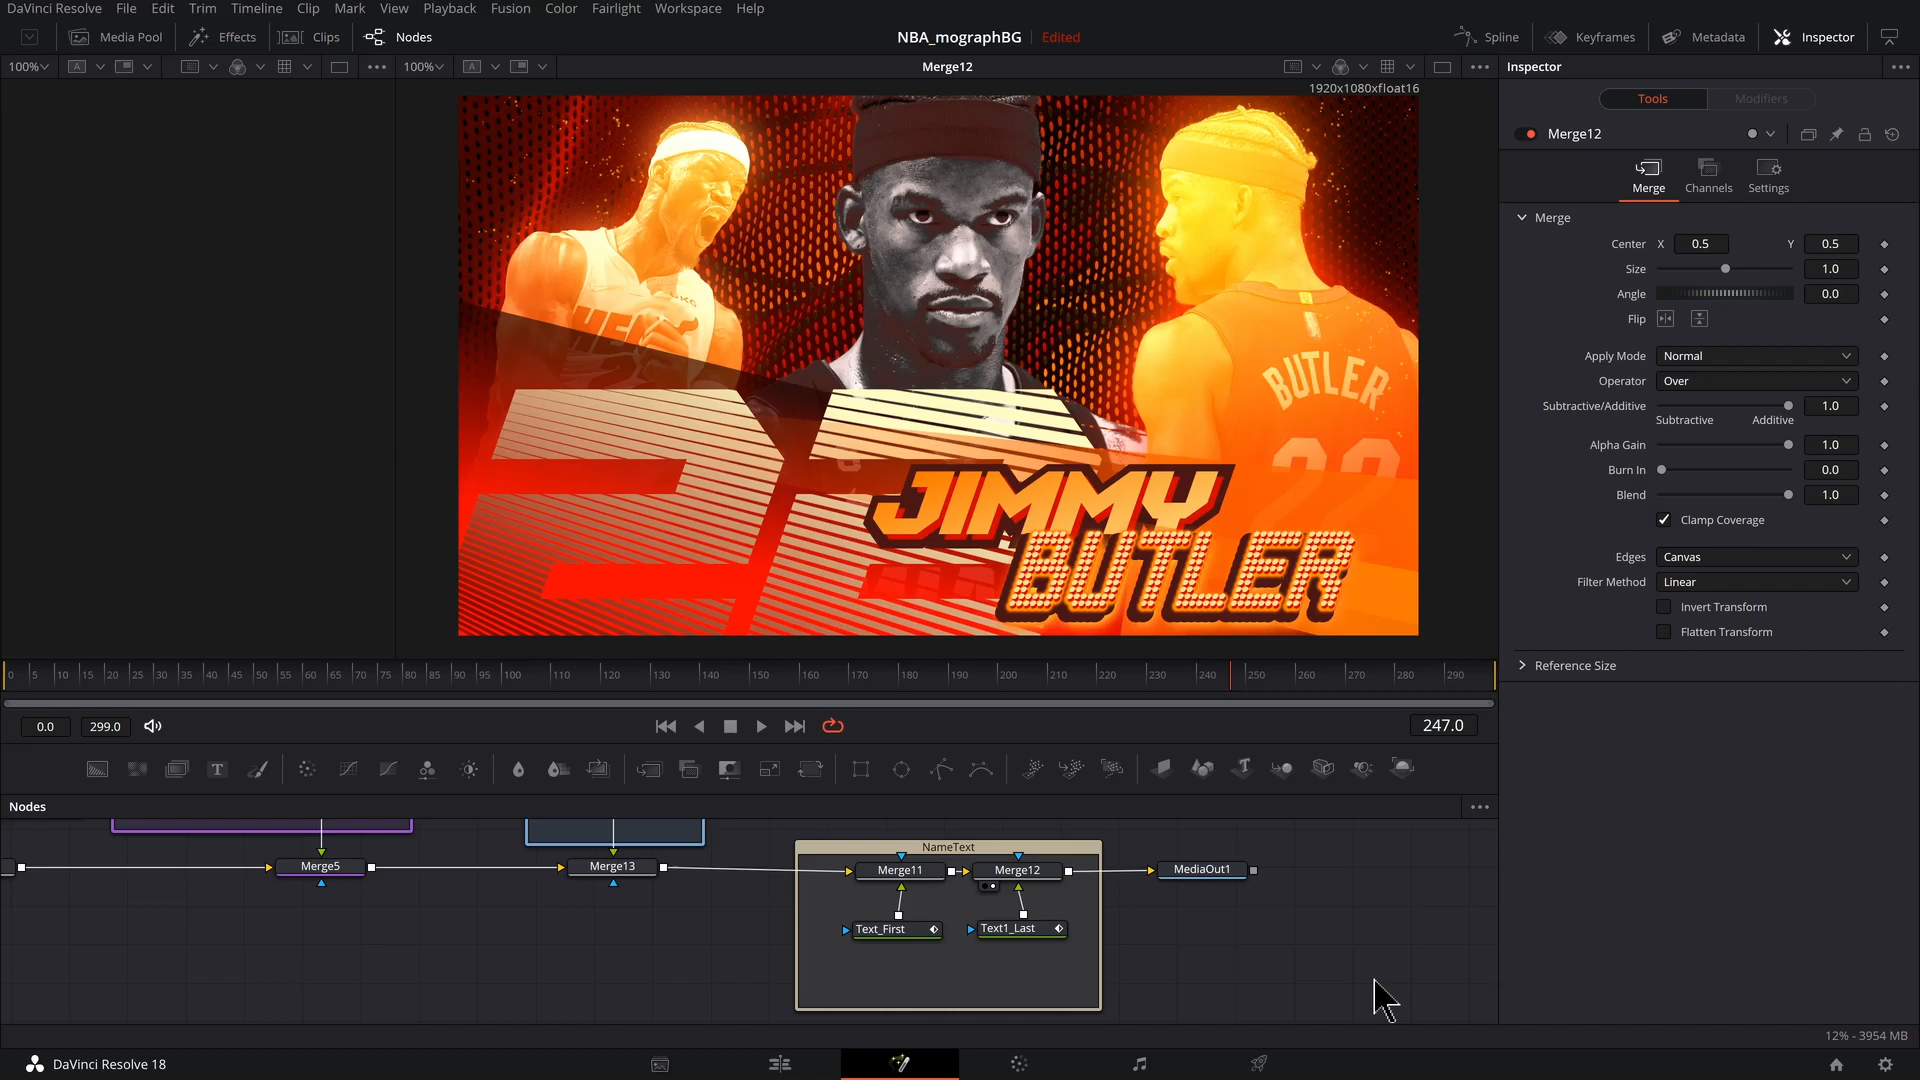 DaVinci Resolve File Edit Trim Timeline Clip Mark View Playback Fusion Color Fairlight Workspace Help
Media Pool Effects Clips Nodes
NBA_mographBG Edited
Spline Keyframes Metadata Inspector
100% A
100% A
Merge12
Inspector
1920x1080xfloat16
Tools Modifiers
Merge12
Merge Channels Settings
Merge
Center X 0.5 Y 0.5
Size 1.0
Angle 0.0
Flip
Apply Mode Normal
Operator Over
Subtractive/Additive 1.0
Subtractive Additive
Alpha Gain 1.0
Burn In 0.0
Blend 1.0
Clamp Coverage
Edges Canvas
Filter Method Linear
Invert Transform
Flatten Transform
Reference Size
HEAT
BUTLER
22
JIMMY
BUTLER
0 5 10 15 20 25 30 35 40 45 50 55 60 65 70 75 80 85 90 95 100 110 120 130 140 150 160 170 180 190 200 210 220 230 240 250 260 270 280 290
0.0 299.0
247.0
T
Nodes
NameText
Merge5
Merge13
Merge11
Merge12
MediaOut1
Text_First
Text1_Last
12% - 3954 MB
DaVinci Resolve 18